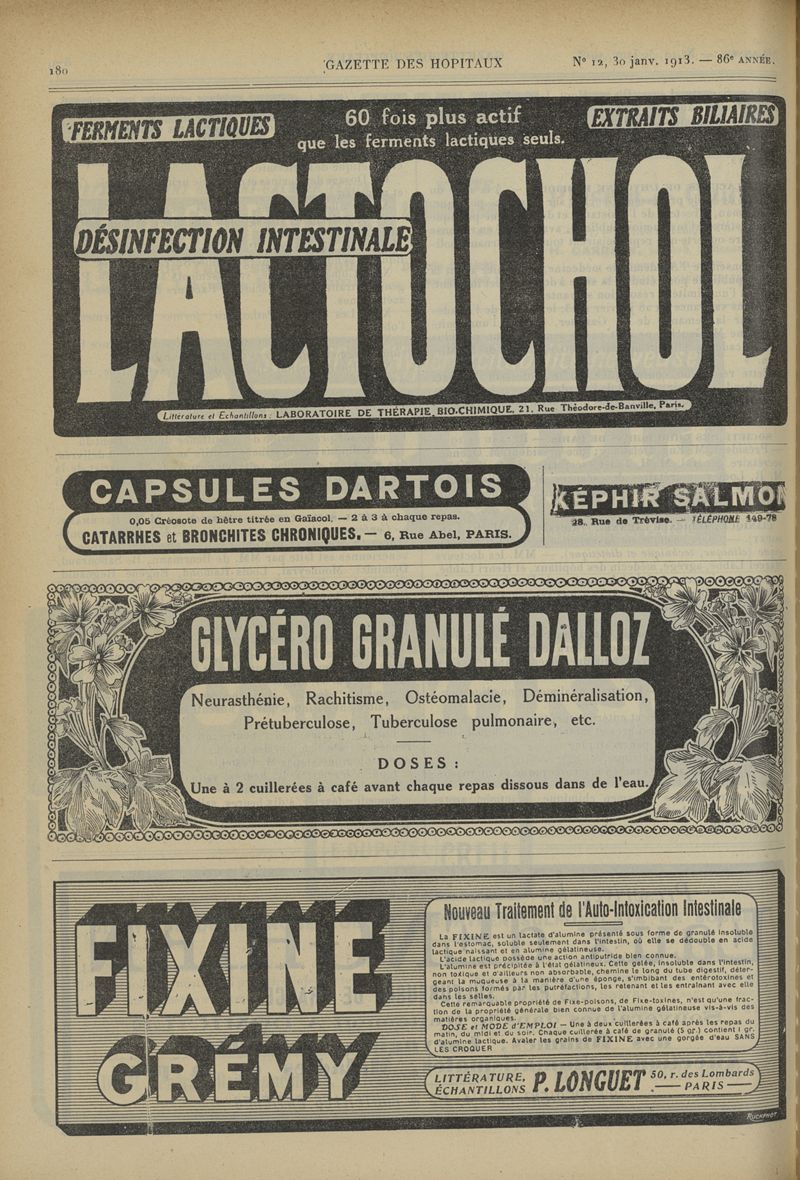 180
GAZETTE DES HOPITAUX
N° 12, 30 janv. 1913. — 86e ANNÉE.
FERMENTS LACTIQUES
60 fois plus actif
que les ferments lactiques seuls.
EXTRAITS BILIAIRES
LACTOCHOL
DÉSINFECTION INTESTINALE
Littérature et Echantillons : LABORATOIRE DE THÉRAPIE BIO-CHIMIQUE, 21, Rue Théodore-de-Banville, Paris.
CAPSULES DARTOIS
0,05 Créosote de hêtre titrée en Gaïacol. — 2 à 3 à chaque repas.
CATARRHES et BRONCHITES CHRONIQUES. — 6, Rue Abel, PARIS.
KÉPHIR SALMON
28, Rue de Trévise. — TÉLÉPHONE 149-78
GLYCÉRO GRANULÉ DALLOZ
Neurasthénie, Rachitisme, Ostéomalacie, Déminéralisation,
Prétuberculose, Tuberculose pulmonaire, etc.
DOSES :
Une à 2 cuillerées à café avant chaque repas dissous dans de l'eau.
FIXINE
GRÉMY
Nouveau Traitement de l'Auto-Intoxication Intestinale
La FIXINE est un lactate d'alumine présenté sous forme de granulé insoluble
dans l'estomac, soluble seulement dans l'intestin, où elle se dédouble en acide
lactique naissant et en alumine gélatineuse.
L'acide lactique possède une action antiputride bien connue.
L'alumine est précipitée à l'état gélatineux. Cette gelée, insoluble dans l'intestin,
non toxique et d'ailleurs non absorbable, chemine le long du tube digestif, déter-
geant la muqueuse à la manière d'une éponge, s'imbibant des entérotoxines et
des poisons formés par les putréfactions, les retenant et les entraînant avec elle
dans les selles.
Cette remarquable propriété de Fixe-poisons, de Fixe-toxines, n'est qu'une frac-
tion de la propriété générale bien connue de l'alumine gélatineuse vis-à-vis des
matières organiques.
DOSE et MODE d'EMPLOI — Une à deux cuillerées à café après les repas du
matin, du midi et du soir. Chaque cuillerée à café de granulé (5 gr.) contient 1 gr.
d'alumine lactique. Avaler les grains de FIXINE avec une gorgée d'eau SANS
LES CROQUER
LITTÉRATURE,
ÉCHANTILLONS
P. LONGUET
50, r. des Lombards
— PARIS —
RUCKERT